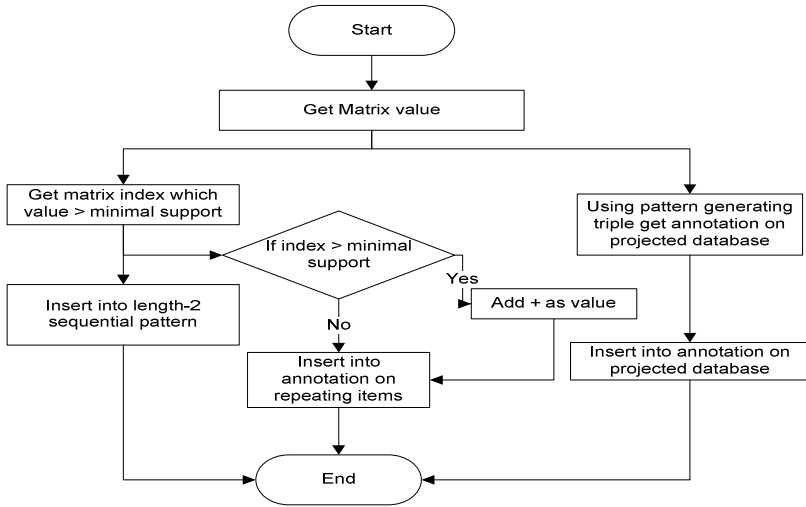 Start
Get Matrix value
Get matrix index which
value > minimal support
If index > minimal
support
Using pattern generating
triple get annotation on
projected database
Yes
Add + as value
Insert into length-2
sequential pattern
No
Insert into
annotation on
repeating items
Insert into annotation on
projected database
End